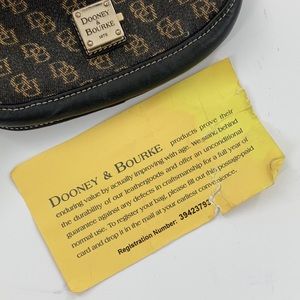 DOONEY
&
BOURKE
1975
DOONEY & BOURKE products prove their
enduring value by actually improving with age. We stand behind
the durability of our leathergoods and offer an unconditional
guarantee against any defects in craftsmanship for a full year of
normal use. To register your bag, please fill out this postage-paid
card and drop it in the mail at your earliest convenience.
Registration Number: 3942379